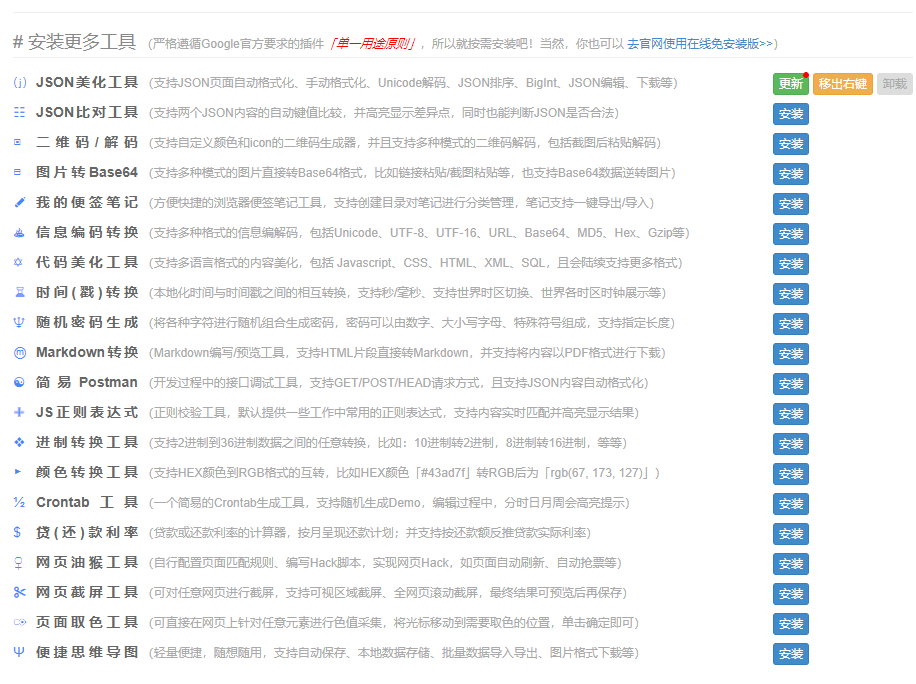 # 安装更多工具 (严格遵循Google官方要求的插件「单一用途原则」，所以就按需安装吧！当然，你也可以 去官网使用在线免安装版>>)
JSON美化工具 (支持JSON页面自动格式化、手动格式化、Unicode解码、JSON排序、BigInt、JSON编辑、下载等) 更新 移出右键 卸载
JSON比对工具 (支持两个JSON内容的自动键值比较，并高亮显示差异点，同时也能判断JSON是否合法) 安装
二维码/解码 (支持自定义颜色和icon的二维码生成器，并且支持多种模式的二维码解码，包括截图后粘贴解码) 安装
图片转Base64 (支持多种模式的图片直接转Base64格式，比如链接粘贴/截图粘贴等，也支持Base64数据逆转图片) 安装
我的便签笔记 (方便快捷的浏览器便签笔记工具，支持创建目录对笔记进行分类管理，笔记支持一键导出/导入) 安装
信息编码转换 (支持多种格式的信息编解码，包括Unicode、UTF-8、UTF-16、URL、Base64、MD5、Hex、Gzip等) 安装
代码美化工具 (支持多语言格式的内容美化，包括 Javascript、CSS、HTML、XML、SQL，且会陆续支持更多格式) 安装
时间(戳)转换 (本地化时间与时间戳之间的相互转换，支持秒/毫秒、支持世界时区切换、世界各时区时钟展示等) 安装
随机密码生成 (将各种字符进行随机组合生成密码，密码可以由数字、大小写字母、特殊符号组成，支持指定长度) 安装
ⓜ Markdown转换 (Markdown编写/预览工具，支持HTML片段直接转Markdown，并支持将内容以PDF格式进行下载) 安装
简易Postman (开发过程中的接口调试工具，支持GET/POST/HEAD请求方式，且支持JSON内容自动格式化) 安装
JS正则表达式 (正则校验工具，默认提供一些工作中常用的正则表达式，支持内容实时匹配并高亮显示结果) 安装
进制转换工具 (支持2进制到36进制数据之间的任意转换，比如：10进制转2进制，8进制转16进制，等等) 安装
颜色转换工具 (支持HEX颜色到RGB格式的互转，比如HEX颜色「#43ad7f」转RGB后为「rgb(67, 173, 127)」) 安装
½ Crontab工具 (一个简易的Crontab生成工具，支持随机生成Demo，编辑过程中，分时日月周会高亮提示) 安装
$ 贷(还)款利率 (贷款或还款利率的计算器，按月呈现还款计划；并支持按还款额反推贷款实际利率) 安装
网页油猴工具 (自行配置页面匹配规则、编写Hack脚本，实现网页Hack，如页面自动刷新、自动抢票等) 安装
网页截屏工具 (可对任意网页进行截屏，支持可视区域截屏、全网页滚动截屏，最终结果可预览后再保存) 安装
页面取色工具 (可直接在网页上针对任意元素进行色值采集，将光标移动到需要取色的位置，单击确定即可) 安装
便捷思维导图 (轻量便捷，随想随用，支持自动保存、本地数据存储、批量数据导入导出、图片格式下载等) 安装